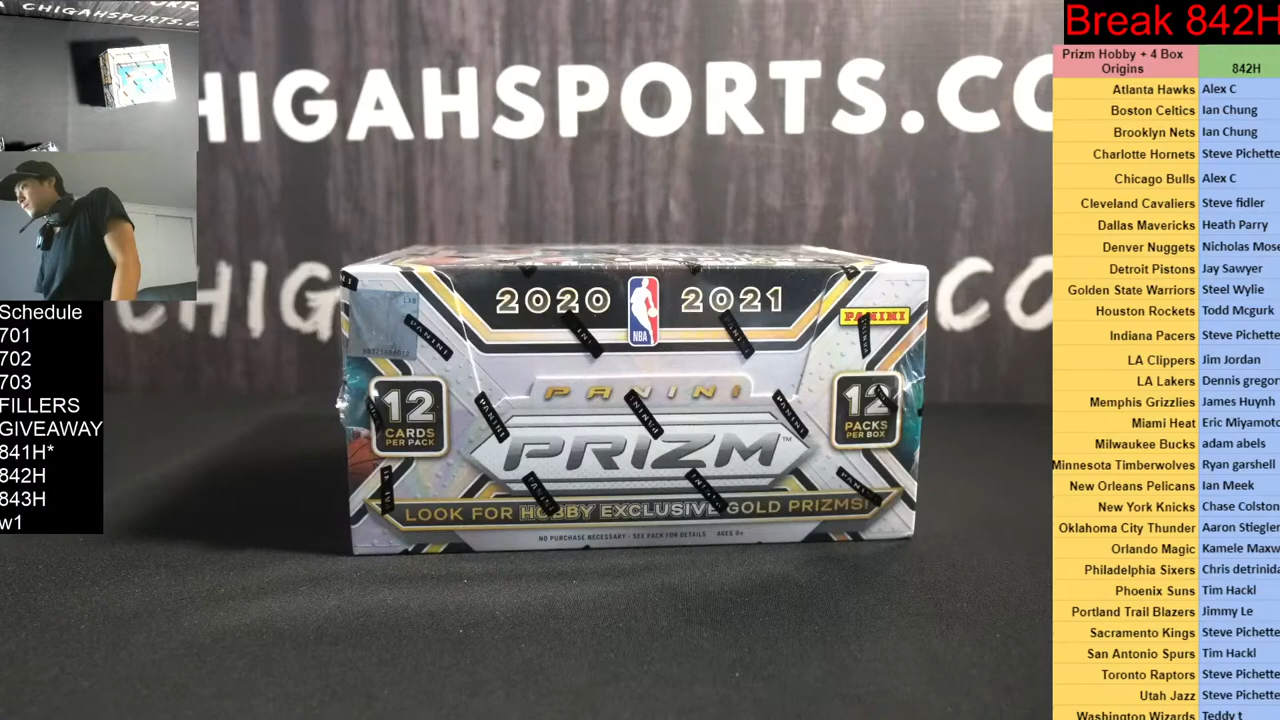 Break 842H
Prizm Hobby + 4 Box Origins 842H
Atlanta Hawks Alex C
Boston Celtics Ian Chung
Brooklyn Nets Ian Chung
Charlotte Hornets Steve Pichette
Chicago Bulls Alex C
Cleveland Cavaliers Steve fidler
Dallas Mavericks Heath Parry
Denver Nuggets Nicholas Mose
Detroit Pistons Jay Sawyer
Golden State Warriors Steel Wylie
Houston Rockets Todd Mcgurk
Indiana Pacers Steve Pichette
LA Clippers Jim Jordan
LA Lakers Dennis gregor
Memphis Grizzlies James Huynh
Miami Heat Eric Miyamoto
Milwaukee Bucks adam abels
Minnesota Timberwolves Ryan garshell
New Orleans Pelicans Ian Meek
New York Knicks Chase Colston
Oklahoma City Thunder Aaron Stiegler
Orlando Magic Kamele Maxw
Philadelphia Sixers Chris detrinida
Phoenix Suns Tim Hackl
Portland Trail Blazers Jimmy Le
Sacramento Kings Steve Pichette
San Antonio Spurs Tim Hackl
Toronto Raptors Steve Pichette
Utah Jazz Steve Pichette
Washington Wizards Teddy t
Schedule
701
702
703
FILLERS
GIVEAWAY
841H*
842H
843H
w1
CHIGAHSPORTS.CO
CHIG
CO
2020 NBA 2021
PANINI
12
CARDS
PER PACK
PANINI
PRIZM™
12
PACKS
PER BOX
LOOK FOR HOBBY EXCLUSIVE GOLD PRIZMS!
NO PURCHASE NECESSARY - SEE PACK FOR DETAILS AGES 9+